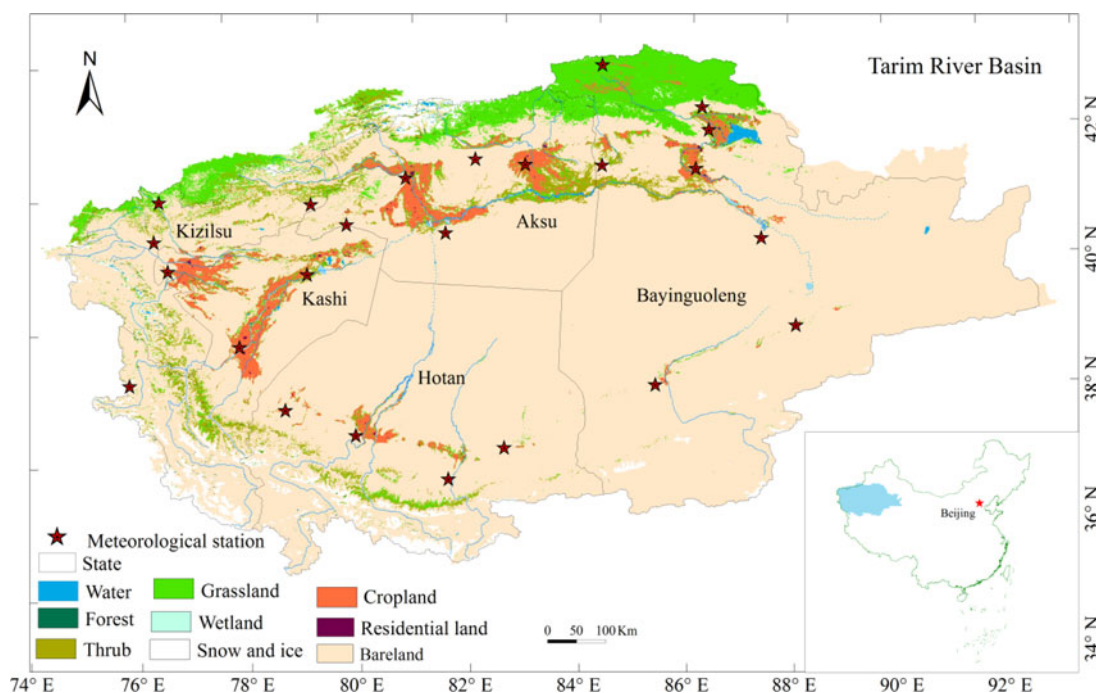 N
Tarim River Basin
42° N
40° N
38° N
36° N
34° N
Kizilsu
Aksu
Kashi
Bayinguoleng
Hotan
Beijing
Meteorological station
State
Water
Grassland
Cropland
Forest
Wetland
Residential land
Thrub
Snow and ice
Bareland
0 50 100 Km
74° E 76° E 78° E 80° E 82° E 84° E 86° E 88° E 90° E 92° E